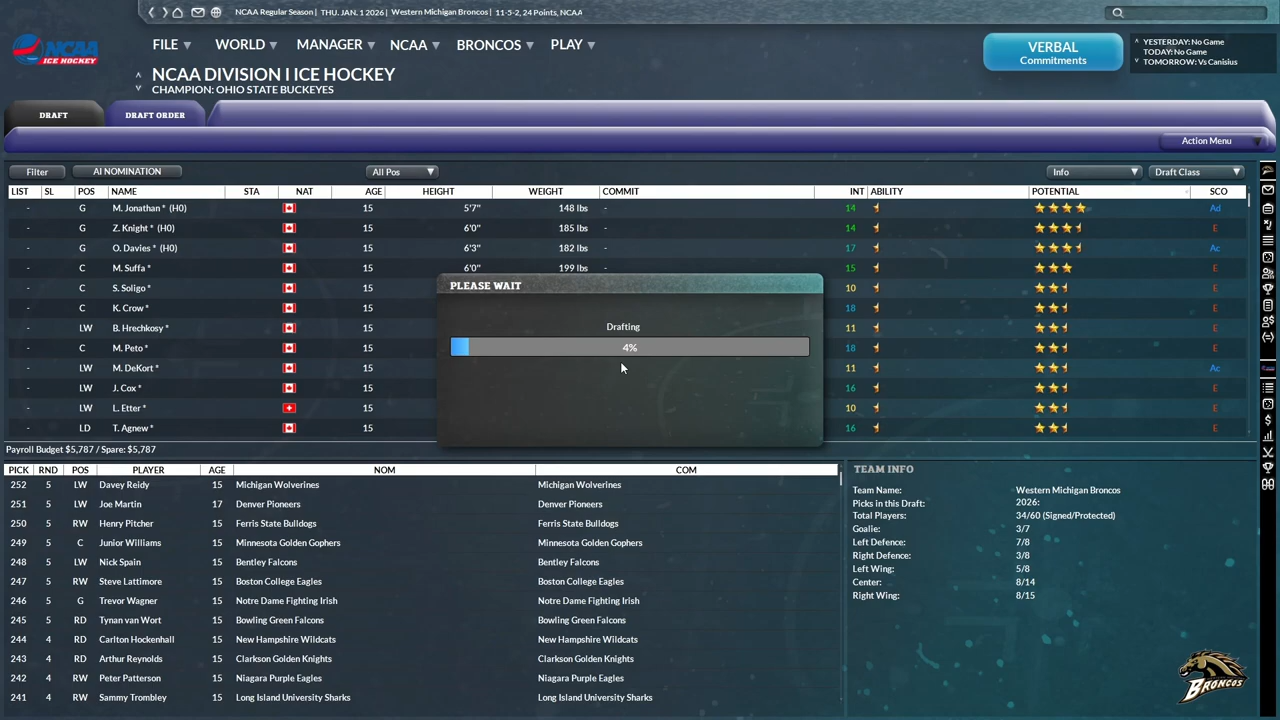 NCAA Regular Season | THU. JAN. 1 2026 | Western Michigan Broncos | 11-5-2, 24 Points, NCAA
NCAA ICE HOCKEY
FILE WORLD MANAGER NCAA BRONCOS PLAY
VERBAL Commitments
YESTERDAY: No Game
TODAY: No Game
TOMORROW: Vs Canisius
NCAA DIVISION I ICE HOCKEY
CHAMPION: OHIO STATE BUCKEYES
DRAFT DRAFT ORDER
Action Menu
Filter AI NOMINATION All Pos Info Draft Class
LIST SL POS NAME STA NAT AGE HEIGHT WEIGHT COMMIT INT ABILITY POTENTIAL SCO
- G M. Jonathan * (H0) 15 5'7" 148 lbs - 14 Ad
- G Z. Knight * (H0) 15 6'0" 185 lbs - 14 E
- G O. Davies * (H0) 15 6'3" 182 lbs - 17 Ac
- C M. Suffa * 15 6'0" 199 lbs - 15 E
- C S. Soligo * 15 10 E
- C K. Crow * 15 18 E
- LW B. Hrechkosy * 15 11 E
- C M. Peto * 15 18 E
- LW M. DeKort * 15 11 Ac
- LW J. Cox * 15 16 E
- LW L. Etter * 15 10 E
- LD T. Agnew * 15 16 E
PLEASE WAIT
Drafting
4%
Payroll Budget $5,787 / Spare: $5,787
PICK RND POS PLAYER AGE NOM COM
252 5 LW Davey Reidy 15 Michigan Wolverines Michigan Wolverines
251 5 LW Joe Martin 17 Denver Pioneers Denver Pioneers
250 5 RW Henry Pitcher 15 Ferris State Bulldogs Ferris State Bulldogs
249 5 C Junior Williams 15 Minnesota Golden Gophers Minnesota Golden Gophers
248 5 LW Nick Spain 15 Bentley Falcons Bentley Falcons
247 5 RW Steve Lattimore 15 Boston College Eagles Boston College Eagles
246 5 G Trevor Wagner 15 Notre Dame Fighting Irish Notre Dame Fighting Irish
245 5 RD Tynan van Wort 15 Bowling Green Falcons Bowling Green Falcons
244 4 RD Carlton Hockenhall 15 New Hampshire Wildcats New Hampshire Wildcats
243 4 RD Arthur Reynolds 15 Clarkson Golden Knights Clarkson Golden Knights
242 4 RW Peter Patterson 15 Niagara Purple Eagles Niagara Purple Eagles
241 4 RW Sammy Trombley 15 Long Island University Sharks Long Island University Sharks
TEAM INFO
Team Name: Western Michigan Broncos
Picks in this Draft: 2026:
Total Players: 34/60 (Signed/Protected)
Goalie: 3/7
Left Defence: 7/8
Right Defence: 3/8
Left Wing: 5/8
Center: 8/14
Right Wing: 8/15
BRONCOS